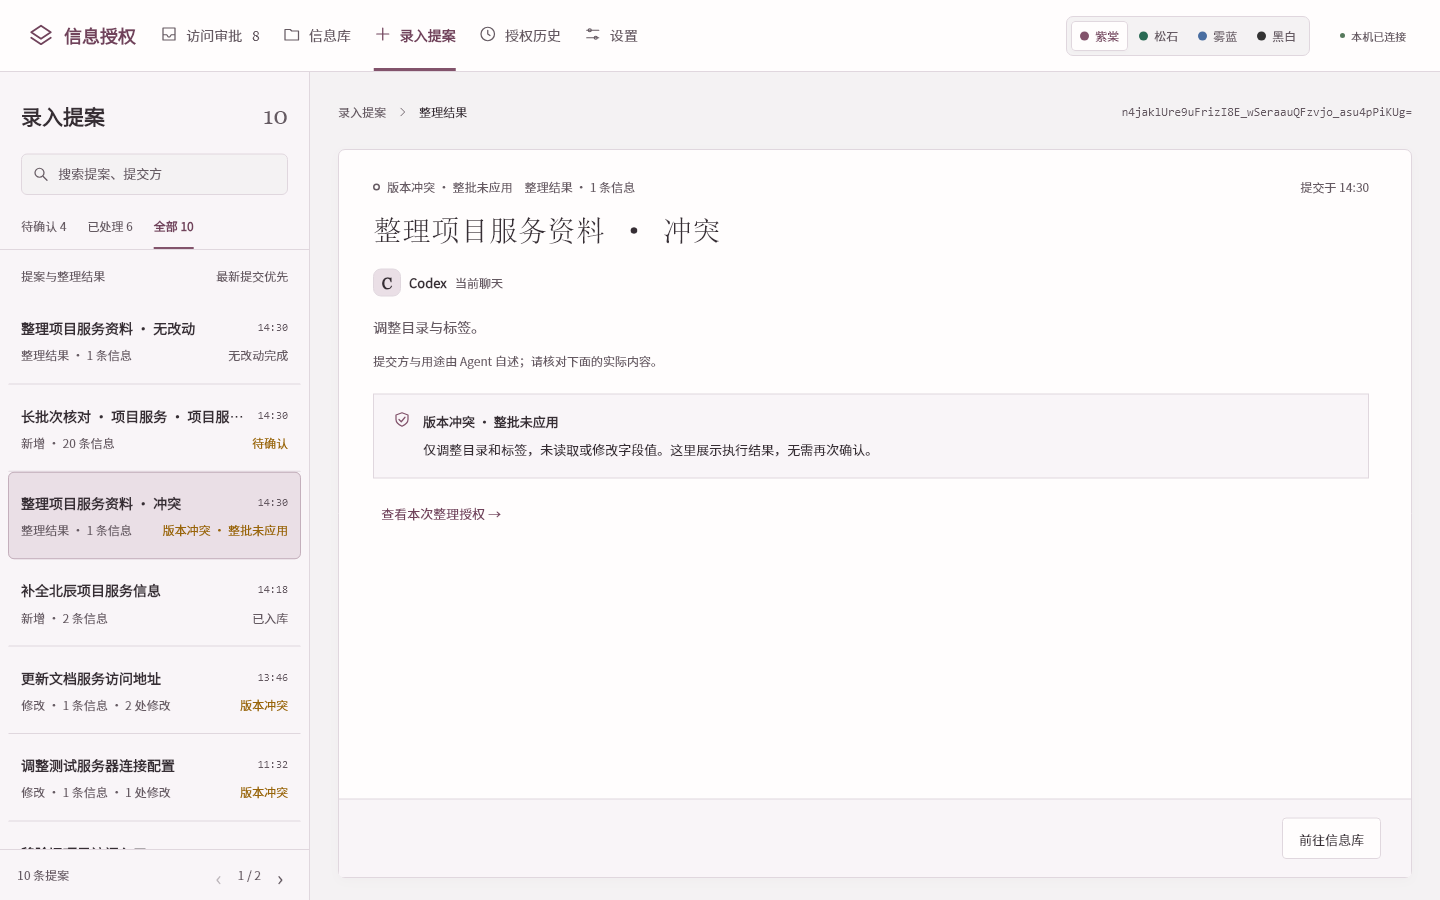 信息授权
访问审批 8
信息库
录入提案
授权历史
设置
紫棠
松石
雾蓝
黑白
本机已连接
录入提案 10
搜索提案、提交方
待确认 4
已处理 6
全部 10
提案与整理结果 最新提交优先
整理项目服务资料 · 无改动 14:30
整理结果 · 1 条信息 无改动完成
长批次核对 · 项目服务 · 项目服… 14:30
新增 · 20 条信息 待确认
整理项目服务资料 · 冲突 14:30
整理结果 · 1 条信息 版本冲突 · 整批未应用
补全北辰项目服务信息 14:18
新增 · 2 条信息 已入库
更新文档服务访问地址 13:46
修改 · 1 条信息 · 2 处修改 版本冲突
调整测试服务器连接配置 11:32
修改 · 1 条信息 · 1 处修改 版本冲突
10 条提案 ‹ 1 / 2 ›
录入提案 > 整理结果
n4jaklUre9uFrizI8E_wSeraauQFzvjo_asu4pPiKUg=
版本冲突 · 整批未应用 整理结果 · 1 条信息 提交于 14:30
整理项目服务资料 · 冲突
C Codex 当前聊天
调整目录与标签。
提交方与用途由 Agent 自述；请核对下面的实际内容。
版本冲突 · 整批未应用
仅调整目录和标签，未读取或修改字段值。这里展示执行结果，无需再次确认。
查看本次整理授权 →
前往信息库